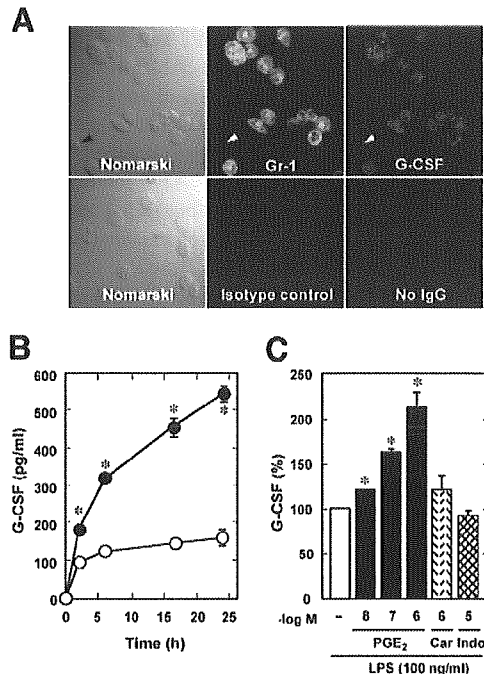 A
Nomarski
Gr-1
G-CSF
Nomarski
Isotype control
No IgG
B
G-CSF (pg/ml)
600
500
400
300
200
100
0
0 5 10 15 20 25
Time (h)
*
*
*
*
C
G-CSF (%)
250
200
150
100
50
0
*
*
*
-log M
-- 8 7 6 6 5
PGE2 Car Indo
LPS (100 ng/ml)